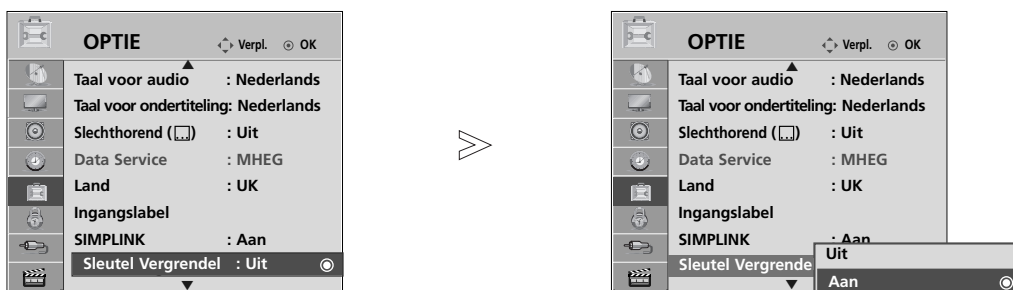 OPTIE Verpl. OK
Taal voor audio : Nederlands
Taal voor ondertiteling: Nederlands
Slechthorend ( ) : Uit
Data Service : MHEG
Land : UK
Ingangslabel
SIMPLINK : Aan
Sleutel Vergrendel : Uit
OPTIE Verpl. OK
Taal voor audio : Nederlands
Taal voor ondertiteling: Nederlands
Slechthorend ( ) : Uit
Data Service : MHEG
Land : UK
Ingangslabel
SIMPLINK : Aan
Sleutel Vergrende
Uit
Aan